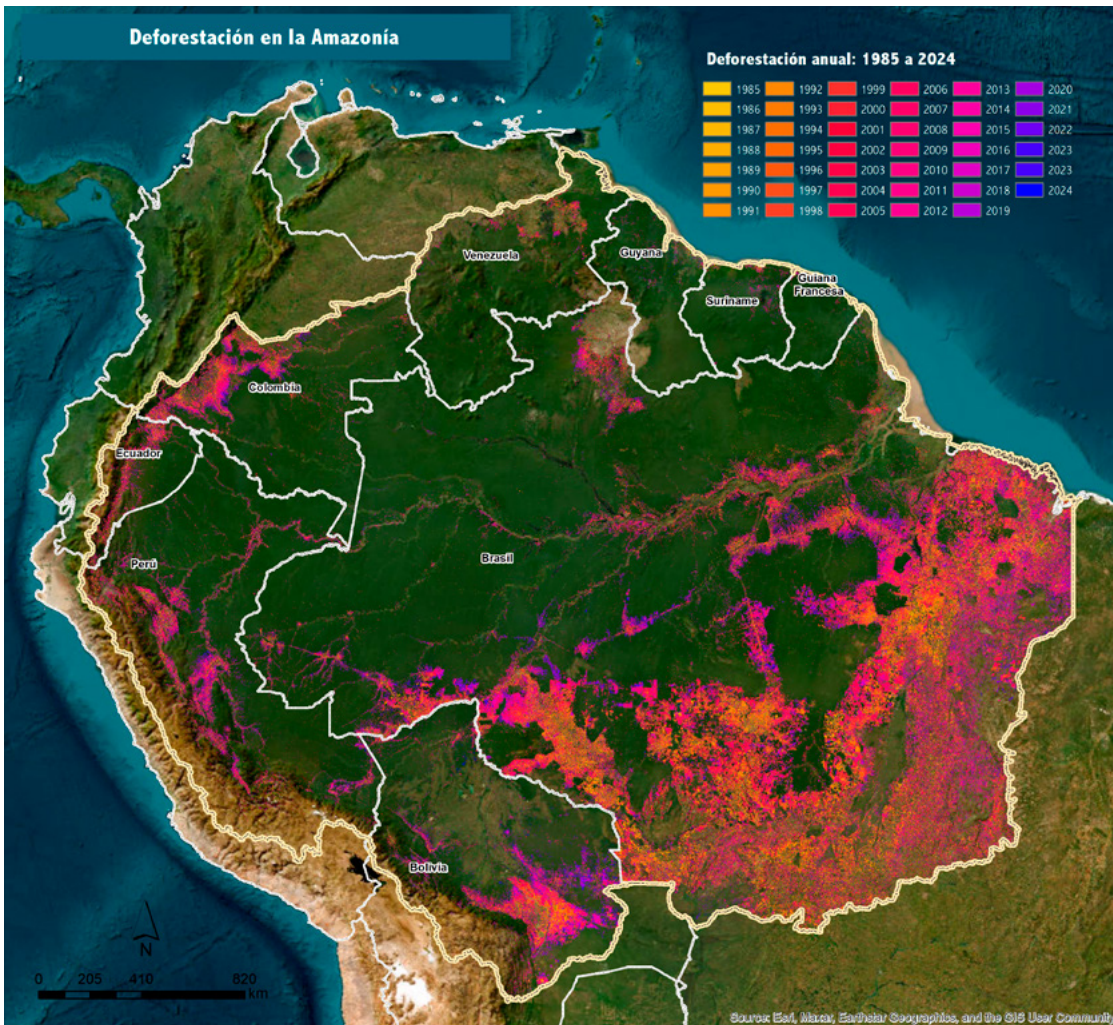 Deforestación en la Amazonía
Deforestación anual: 1985 a 2024
1985 1992 1999 2006 2013 2020
1986 1993 2000 2007 2014 2021
1987 1994 2001 2008 2015 2022
1988 1995 2002 2009 2016 2023
1989 1996 2003 2010 2017 2023
1990 1997 2004 2011 2018 2024
1991 1998 2005 2012 2019
Venezuela
Guyana
Suriname
Guiana
Francesa
Colombia
Ecuador
Perú
Brasil
Bolivia
N
0 205 410 820
km
Source: Esri, Maxar, Earthstar Geographics, and the GIS User Community